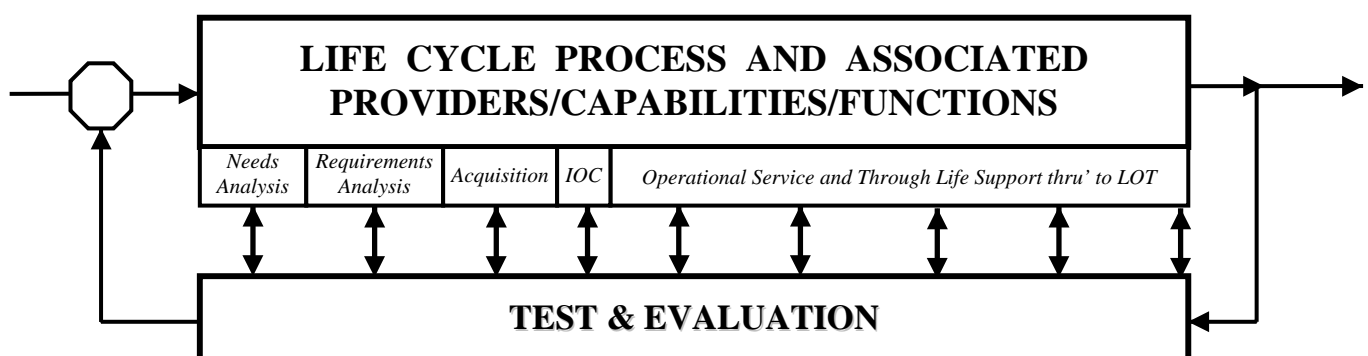 LIFE CYCLE PROCESS AND ASSOCIATED
PROVIDERS/CAPABILITIES/FUNCTIONS
Needs
Analysis
Requirements
Analysis
Acquisition
IOC
Operational Service and Through Life Support thru’ to LOT
TEST & EVALUATION